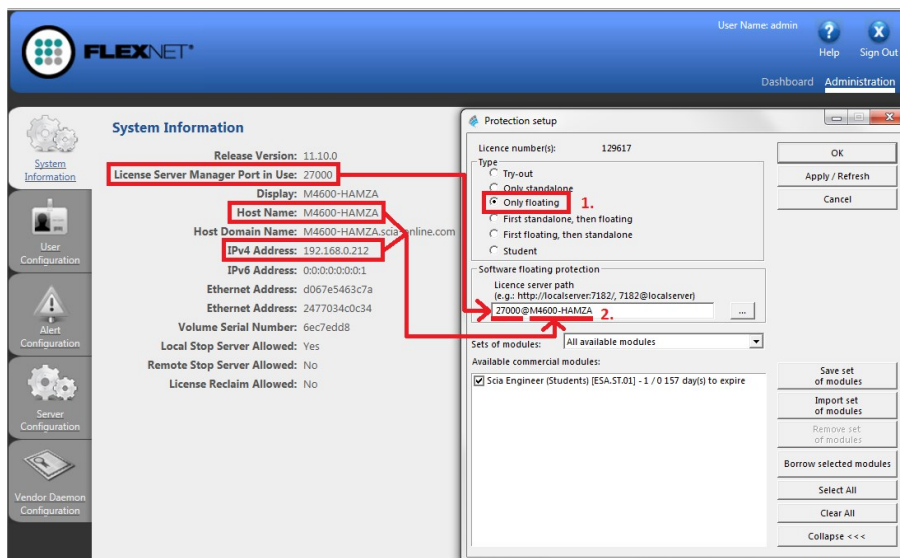 User Name: admin
FLEXNET
?
X
Help
Sign Out
Dashboard
Administration
System
Information
User
Configuration
Alert
Configuration
Server
Configuration
Vendor Daemon
Configuration
System Information
Release Version: 11.10.0
License Server Manager Port in Use: 27000
Display: M4600-HAMZA
Host Name: M4600-HAMZA
Host Domain Name: M4600-HAMZA.scia-online.com
IPv4 Address: 192.168.0.212
IPv6 Address: 0:0:0:0:0:0:0:1
Ethernet Address: d067e5463c7a
Ethernet Address: 2477034c0c34
Volume Serial Number: 6ec7edd8
Local Stop Server Allowed: Yes
Remote Stop Server Allowed: No
License Reclaim Allowed: No
Protection setup
Licence number(s): 129617
Type
Try-out
Only standalone
Only floating
1.
First standalone, then floating
First floating, then standalone
Student
Software floating protection
Licence server path
(e.g.: http://localserver:7182/, 7182@localserver)
27000@M4600-HAMZA
...
2.
Sets of modules: All available modules
Available commercial modules:
Scia Engineer (Students) [ESA.ST.01] - 1 / 0 157 day(s) to expire
OK
Apply / Refresh
Cancel
Save set
of modules
Import set
of modules
Remove set
of modules
Borrow selected modules
Select All
Clear All
Collapse <<<